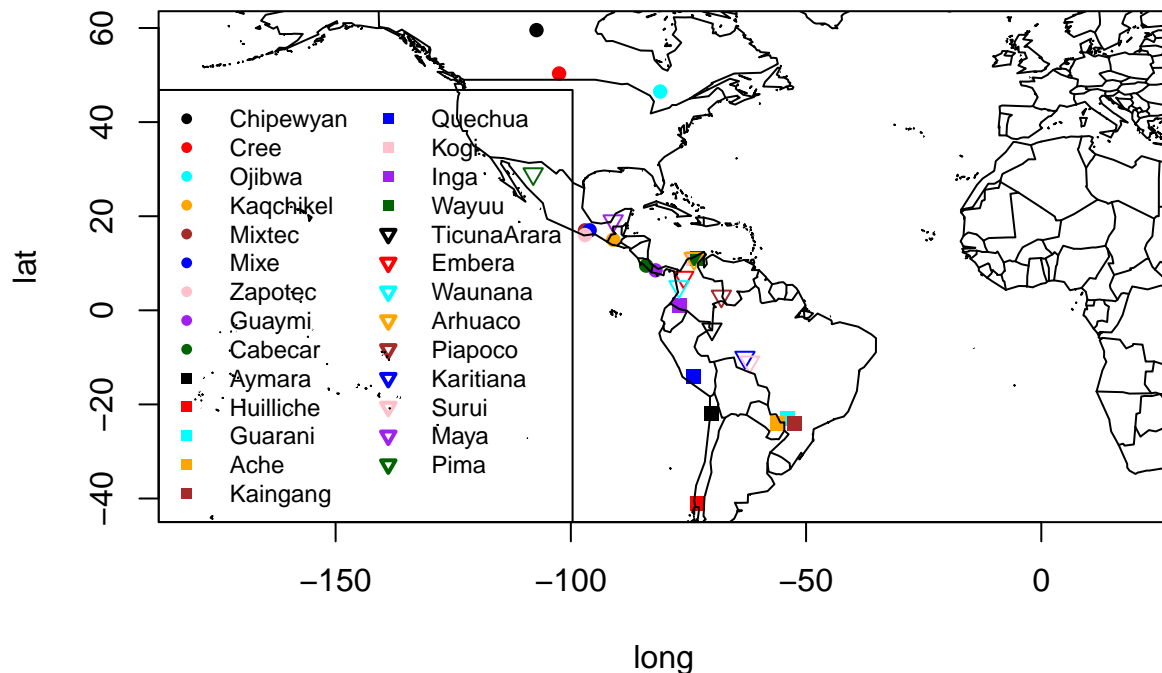 60
40
20
0
−20
−40
lat
Chipewyan
Cree
Ojibwa
Kaqchikel
Mixtec
Mixe
Zapotec
Guaymi
Cabecar
Aymara
Huilliche
Guarani
Ache
Kaingang
Quechua
Kogi
Inga
Wayuu
TicunaArara
Embera
Waunana
Arhuaco
Piapoco
Karitiana
Surui
Maya
Pima
−150
−100
−50
0
long